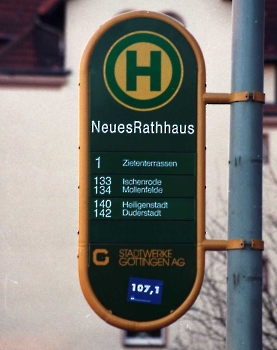 H
NeuesRathhaus
1 Zietenterrassen
133 Ischenrode
134 Mollenfelde
140 Heiligenstadt
142 Duderstadt
G STADTWERKE
GÖTTINGEN AG
107,1